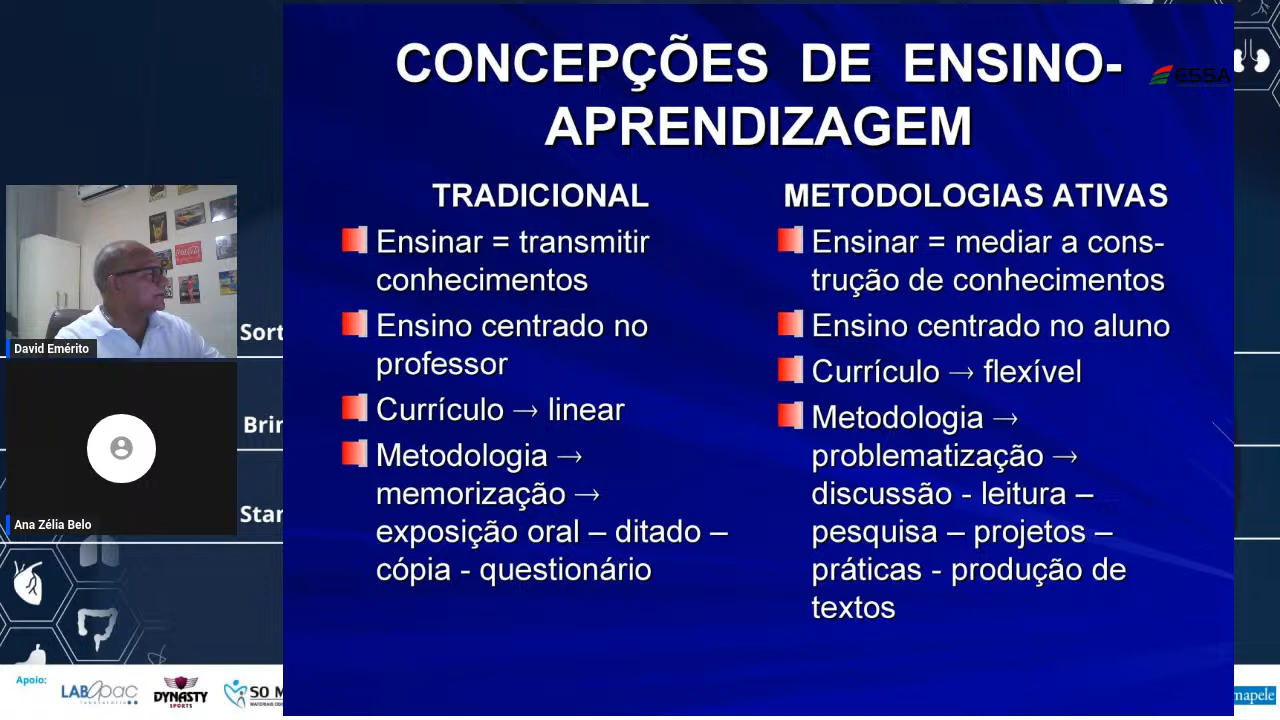 CONCEPÇÕES DE ENSINO-
APRENDIZAGEM
ESSA
TRADICIONAL
Ensinar = transmitir
conhecimentos
Ensino centrado no
professor
Currículo → linear
Metodologia →
memorização →
exposição oral – ditado –
cópia - questionário
METODOLOGIAS ATIVAS
Ensinar = mediar a cons-
trução de conhecimentos
Ensino centrado no aluno
Currículo → flexível
Metodologia →
problematização →
discussão - leitura –
pesquisa – projetos –
práticas - produção de
textos
David Emérito
Ana Zélia Belo
Sort
Brin
Star
Apoio:
LABOpac
laboratório
DYNASTY
SPORTS
SO M
napele